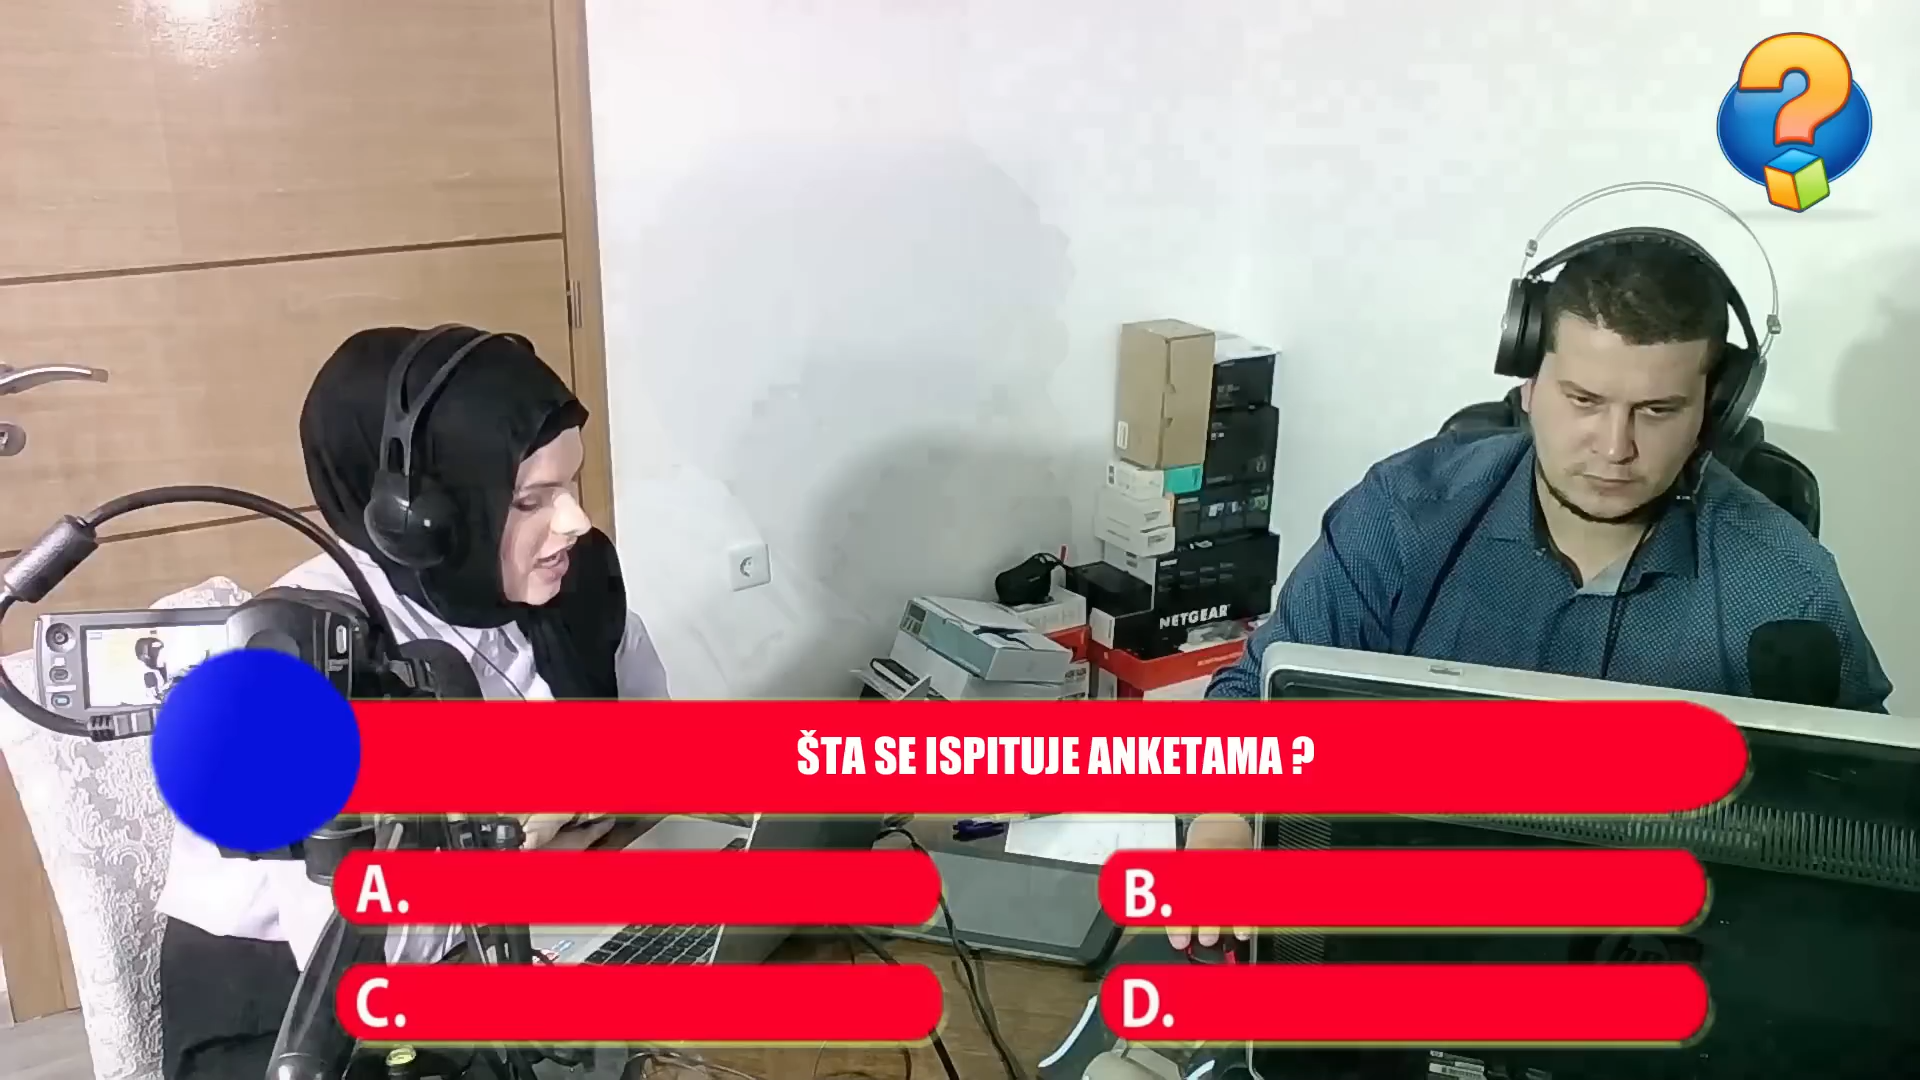 NETGEAR
ŠTA SE ISPITUJE ANKETAMA ?
A.
B.
C.
D.